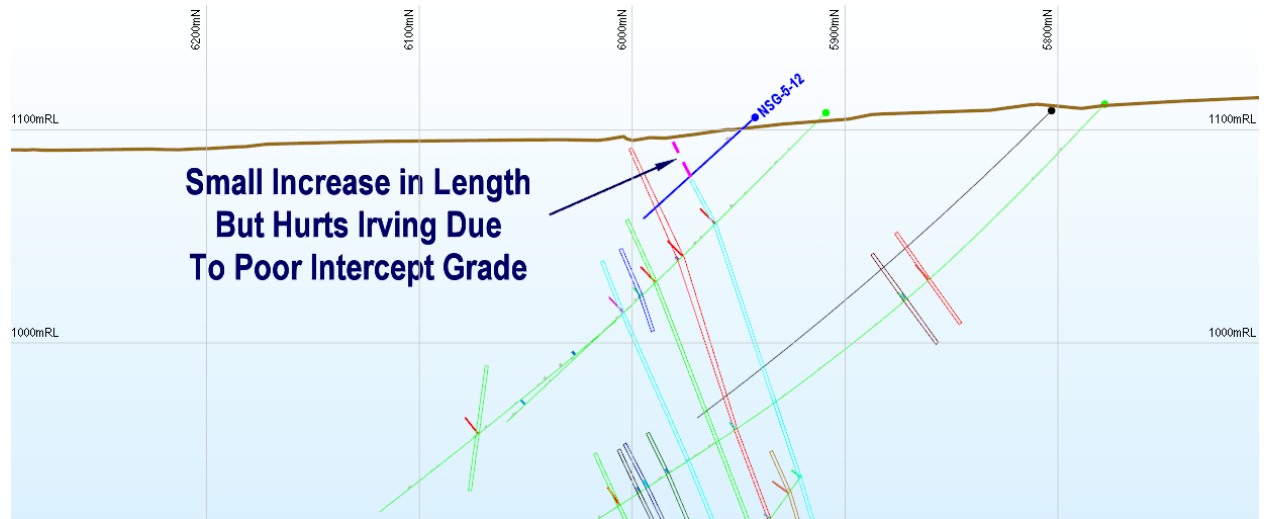 6200mN
6100mN
6000mN
5900mN
5800mN
NSG-5-12
1100mRL
1100mRL
Small Increase in Length
But Hurts Irving Due
To Poor Intercept Grade
1000mRL
1000mRL